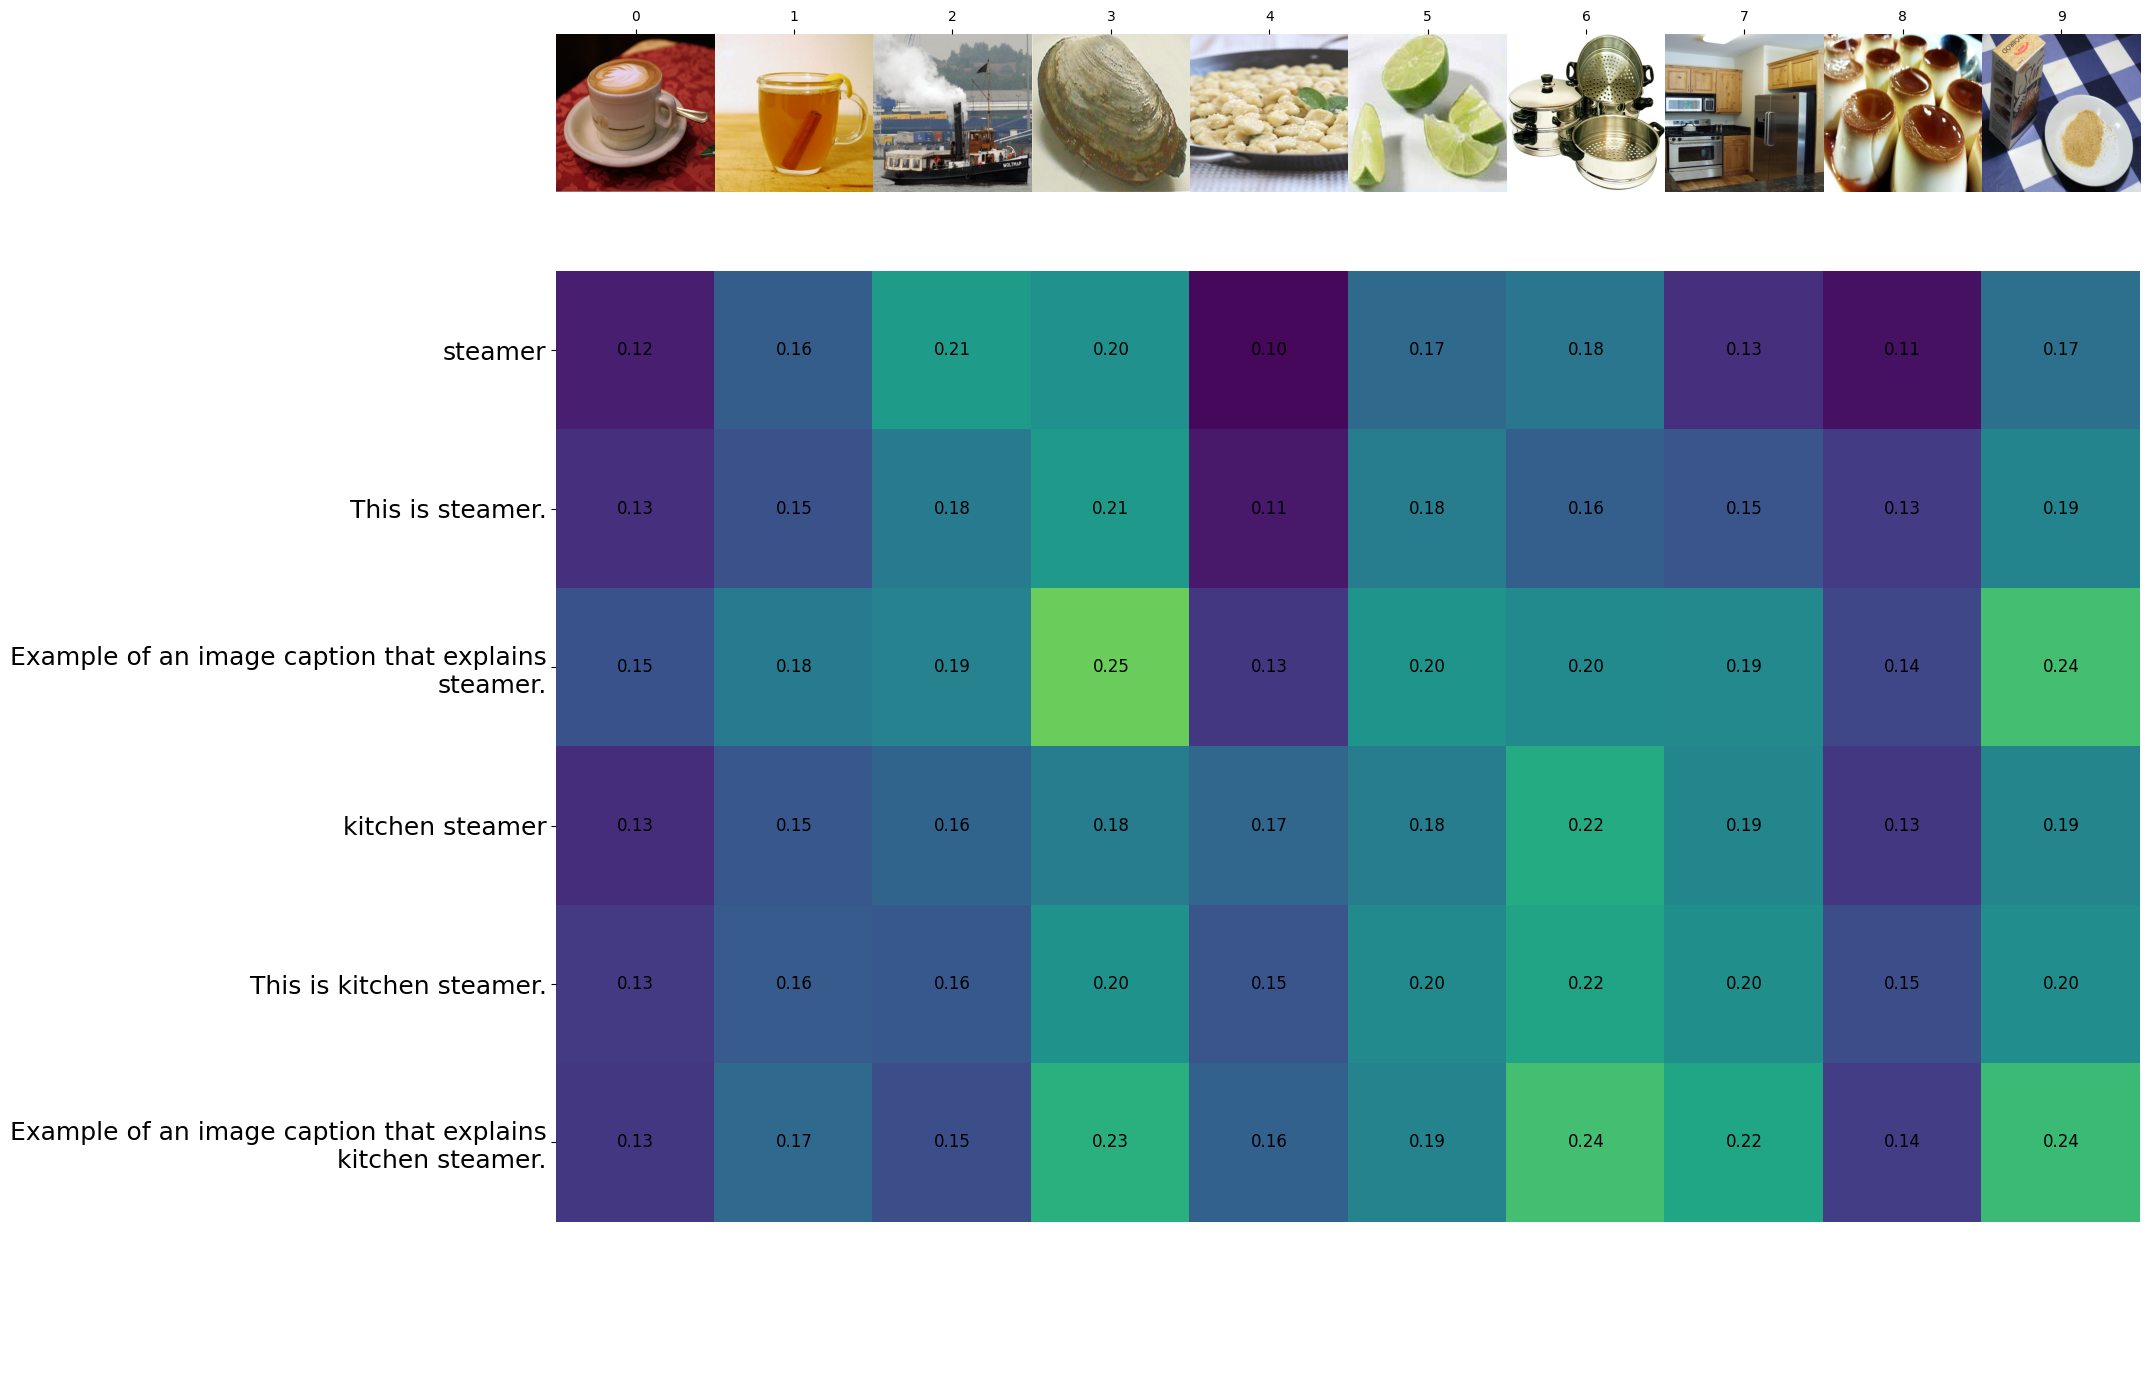 0 1 2 3 4 5 6 7 8 9
steamer 0.12 0.16 0.21 0.20 0.10 0.17 0.18 0.13 0.11 0.17
This is steamer. 0.13 0.15 0.18 0.21 0.11 0.18 0.16 0.15 0.13 0.19
Example of an image caption that explains
steamer. 0.15 0.18 0.19 0.25 0.13 0.20 0.20 0.19 0.14 0.24
kitchen steamer 0.13 0.15 0.16 0.18 0.17 0.18 0.22 0.19 0.13 0.19
This is kitchen steamer. 0.13 0.16 0.16 0.20 0.15 0.20 0.22 0.20 0.15 0.20
Example of an image caption that explains
kitchen steamer. 0.13 0.17 0.15 0.23 0.16 0.19 0.24 0.22 0.14 0.24